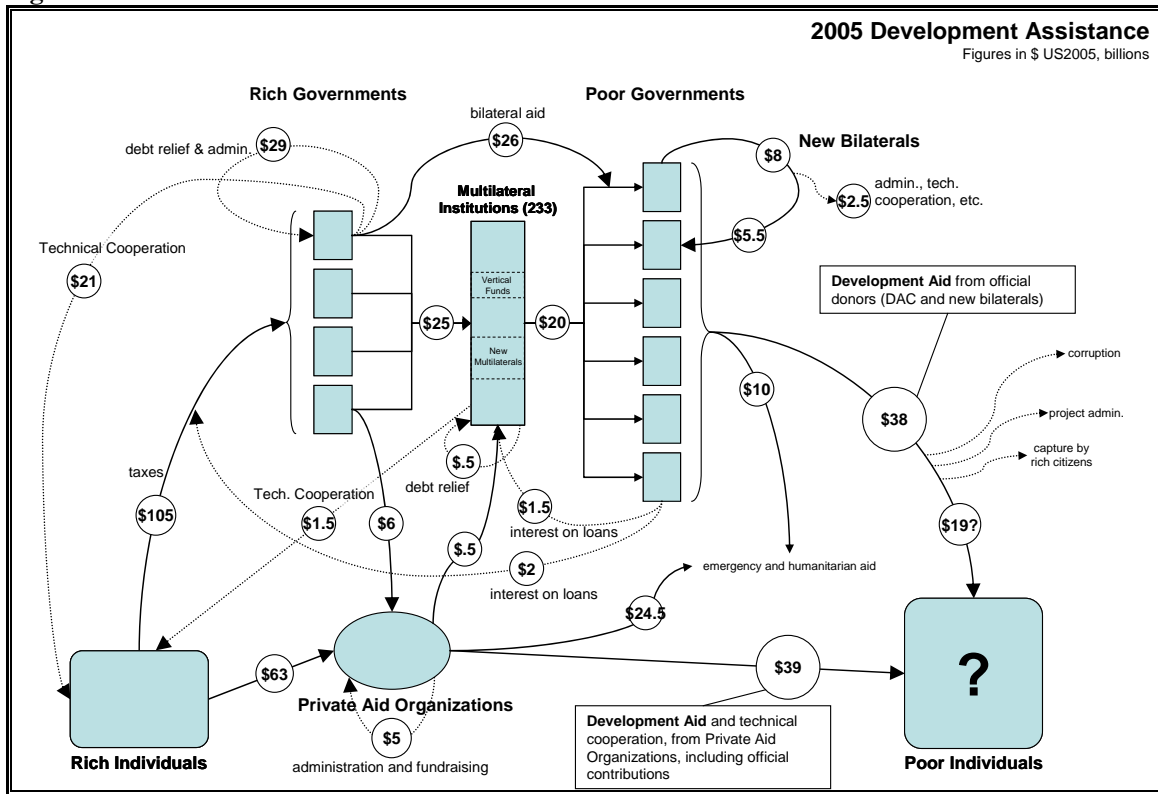 2005 Development Assistance
Figures in $ US2005, billions
Rich Governments
Poor Governments
bilateral aid
$26
debt relief & admin.
$29
New Bilaterals
$8
admin., tech.
cooperation, etc.
$2.5
$5.5
Multilateral
Institutions (233)
Technical Cooperation
$21
Vertical
Funds
New
Multilaterals
$25
$20
Development Aid from official
donors (DAC and new bilaterals)
corruption
project admin.
capture by
rich citizens
$10
$38
$19?
taxes
$105
Tech. Cooperation
$1.5
$6
$.5
debt relief
$.5
$1.5
interest on loans
$2
interest on loans
emergency and humanitarian aid
$24.5
$63
$39
?
Private Aid Organizations
$5
administration and fundraising
Development Aid and technical
cooperation, from Private Aid
Organizations, including official
contributions
Rich Individuals
Poor Individuals